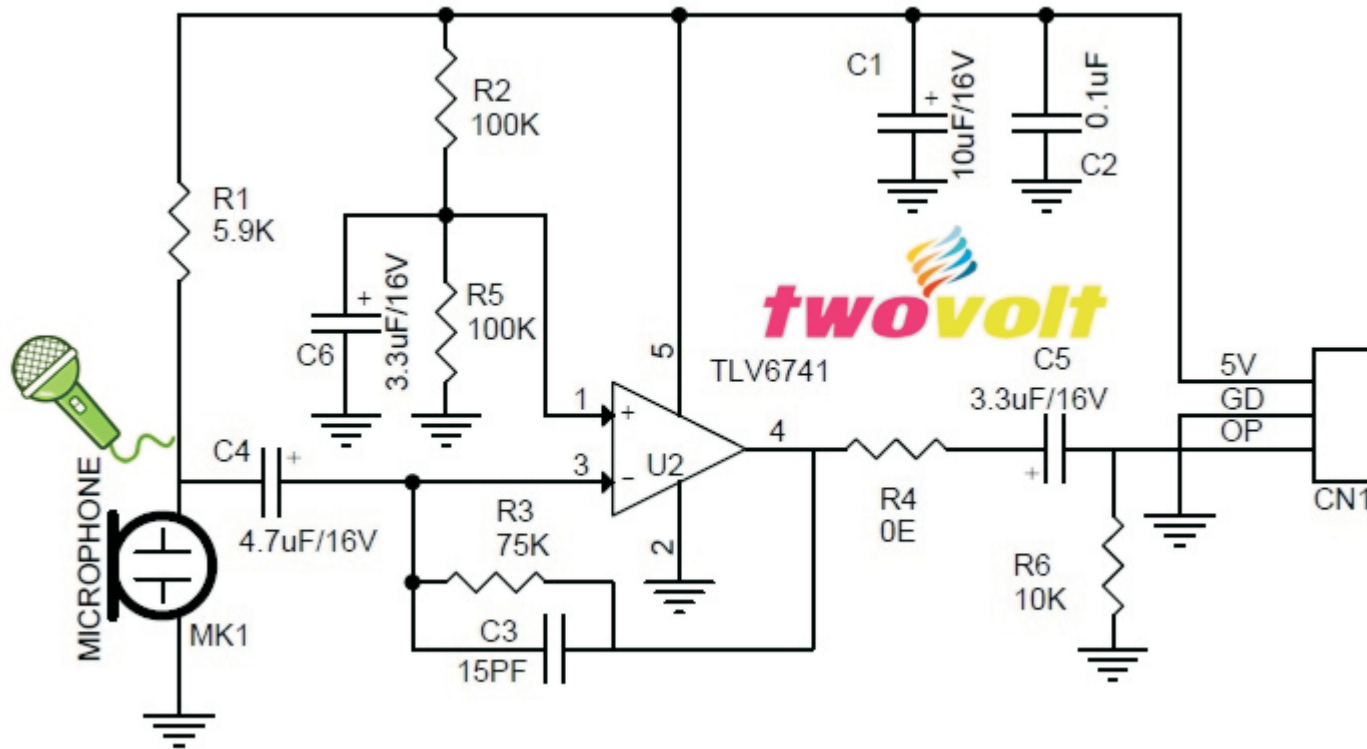 C1
10uF/16V
+
0.1uF
C2
R2
100K
R1
5.9K
+
3.3uF/16V
C6
R5
100K
twovolt
5
TLV6741
C5
3.3uF/16V
+
5V
GD
OP
CN1
1
+
3
−
U2
4
2
C4
+
4.7uF/16V
R3
75K
R4
0E
R6
10K
C3
15PF
MICROPHONE
MK1